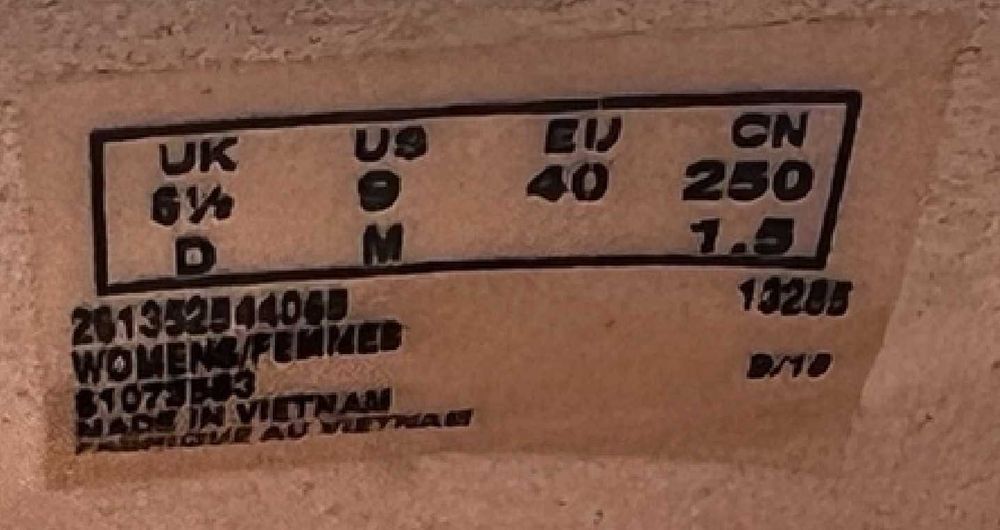 UK US EU CN
6½ 9 40 250
D M 1.5
261352544065 13285
WOMENS/FEMMES
9/19
MADE IN VIETNAM
FABRIQUE AU VIETNAM